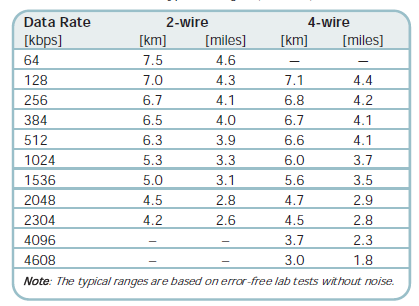 Data Rate 2-wire 4-wire
[kbps] [km] [miles] [km] [miles]
64 7.5 4.6 – –
128 7.0 4.3 7.1 4.4
256 6.7 4.1 6.8 4.2
384 6.5 4.0 6.7 4.1
512 6.3 3.9 6.6 4.1
1024 5.3 3.3 6.0 3.7
1536 5.0 3.1 5.6 3.5
2048 4.5 2.8 4.7 2.9
2304 4.2 2.6 4.5 2.8
4096 – – 3.7 2.3
4608 – – 3.0 1.8
Note: The typical ranges are based on error-free lab tests without noise.